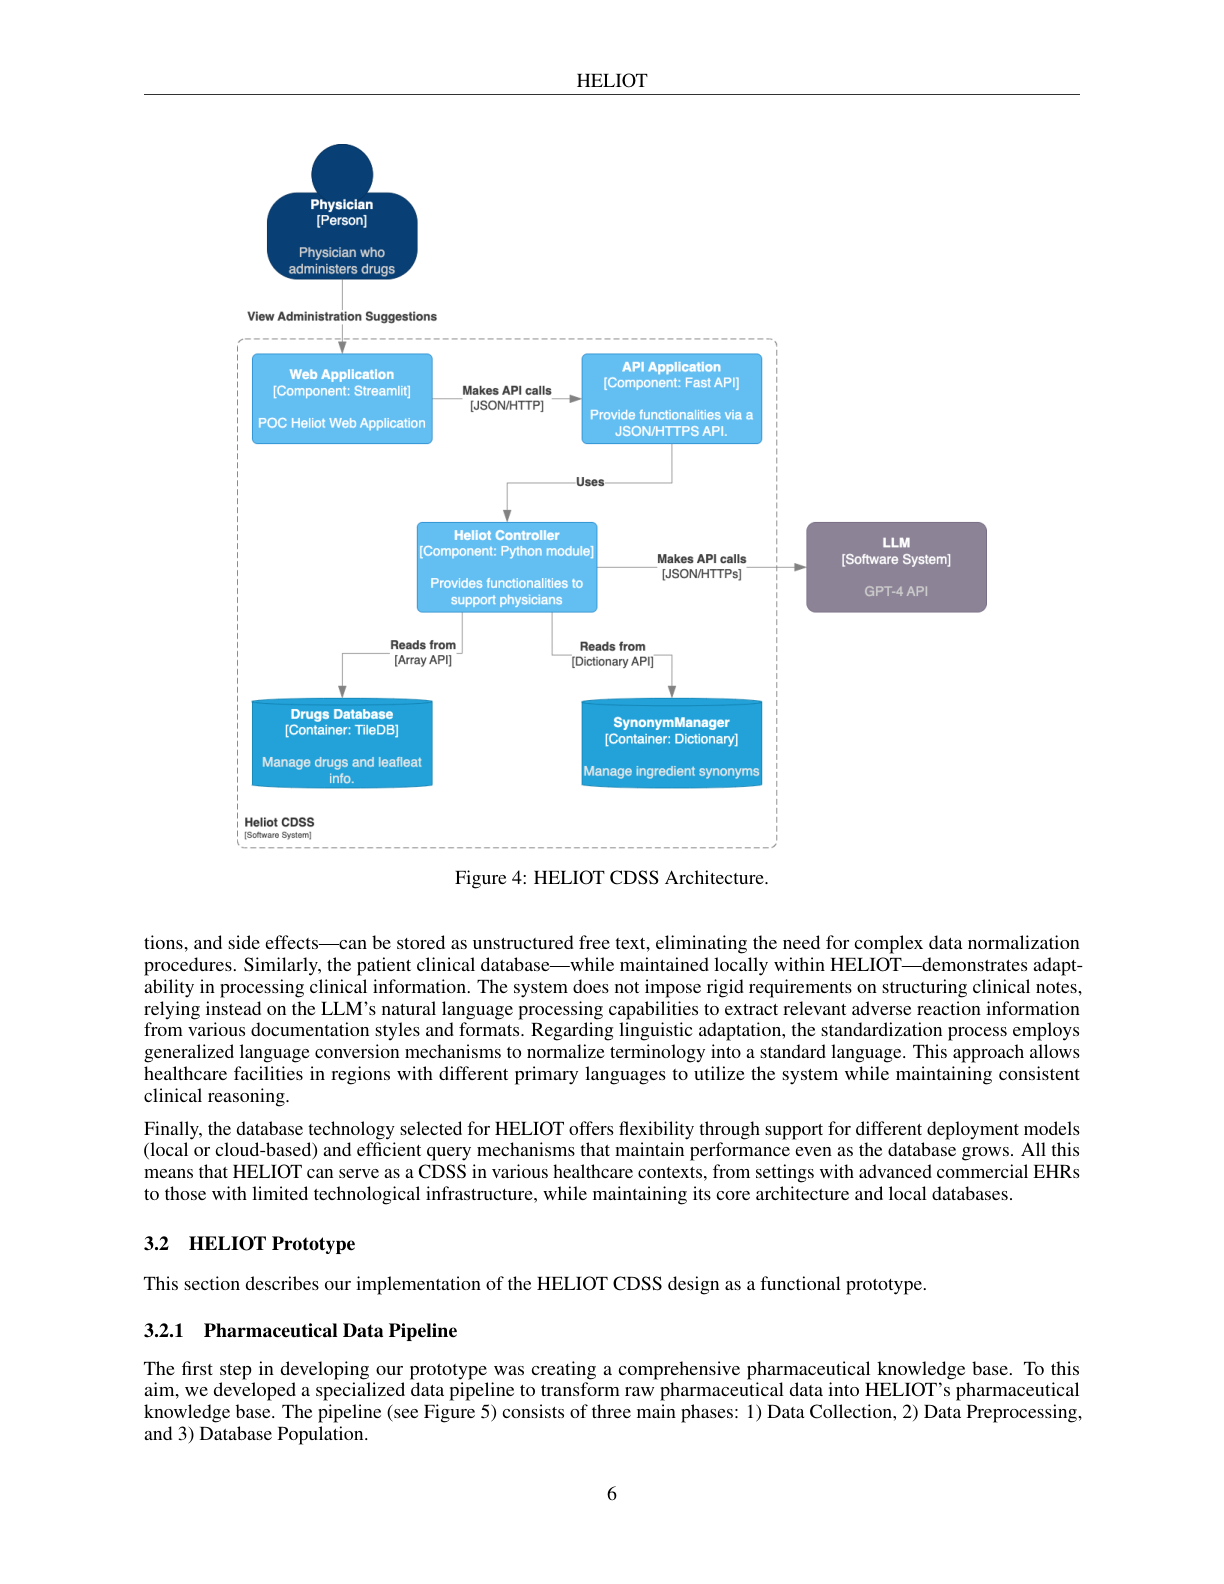 HELIOT
Physician
[Person]
Physician who
administers drugs
View Administration Suggestions
Web Application
[Component: Streamlit]
POC Heliot Web Application
Makes API calls
[JSON/HTTP]
API Application
[Component: Fast API]
Provide functionalities via a
JSON/HTTPS API.
Uses
Heliot Controller
[Component: Python module]
Provides functionalities to
support physicians
Makes API calls
[JSON/HTTPs]
LLM
[Software System]
GPT-4 API
Reads from
[Array API]
Reads from
[Dictionary API]
Drugs Database
[Container: TileDB]
Manage drugs and leafleat
info.
SynonymManager
[Container: Dictionary]
Manage ingredient synonyms
Heliot CDSS
[Software System]
Figure 4: HELIOT CDSS Architecture.
tions, and side effects—can be stored as unstructured free text, eliminating the need for complex data normalization
procedures. Similarly, the patient clinical database—while maintained locally within HELIOT—demonstrates adapt-
ability in processing clinical information. The system does not impose rigid requirements on structuring clinical notes,
relying instead on the LLM's natural language processing capabilities to extract relevant adverse reaction information
from various documentation styles and formats. Regarding linguistic adaptation, the standardization process employs
generalized language conversion mechanisms to normalize terminology into a standard language. This approach allows
healthcare facilities in regions with different primary languages to utilize the system while maintaining consistent
clinical reasoning.
Finally, the database technology selected for HELIOT offers flexibility through support for different deployment models
(local or cloud-based) and efficient query mechanisms that maintain performance even as the database grows. All this
means that HELIOT can serve as a CDSS in various healthcare contexts, from settings with advanced commercial EHRs
to those with limited technological infrastructure, while maintaining its core architecture and local databases.
3.2 HELIOT Prototype
This section describes our implementation of the HELIOT CDSS design as a functional prototype.
3.2.1 Pharmaceutical Data Pipeline
The first step in developing our prototype was creating a comprehensive pharmaceutical knowledge base. To this
aim, we developed a specialized data pipeline to transform raw pharmaceutical data into HELIOT's pharmaceutical
knowledge base. The pipeline (see Figure 5) consists of three main phases: 1) Data Collection, 2) Data Preprocessing,
and 3) Database Population.
6